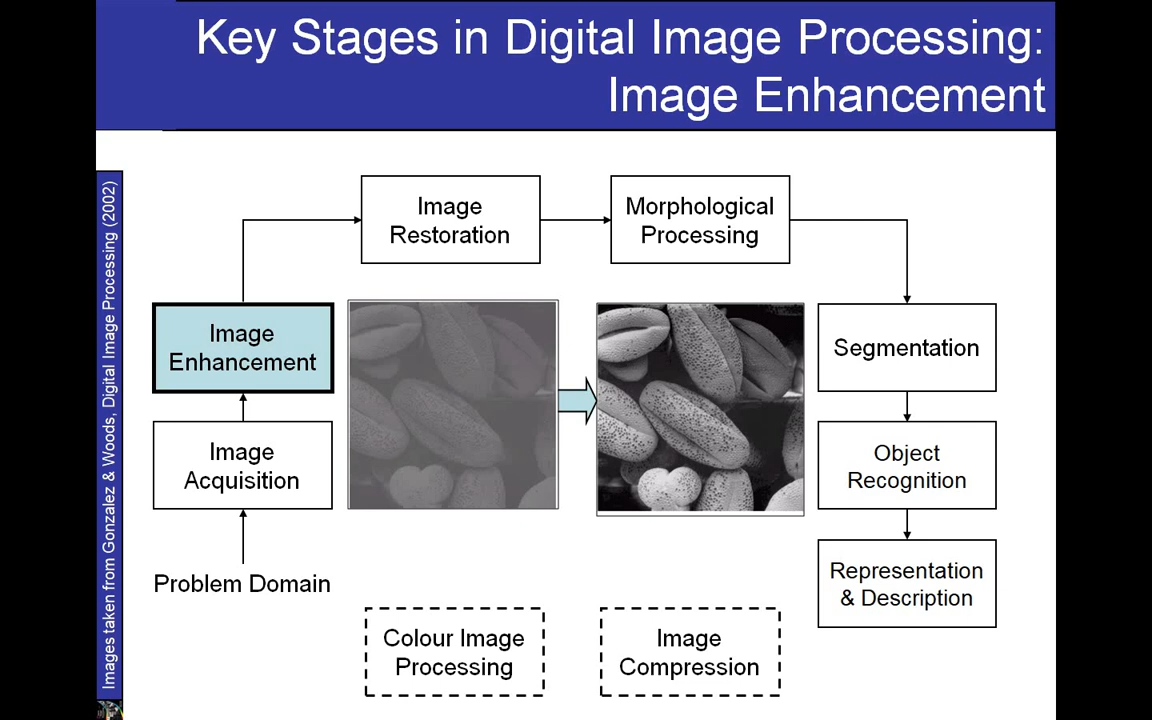 Key Stages in Digital Image Processing:
Image Enhancement
Images taken from Gonzalez & Woods, Digital Image Processing (2002)
Image
Restoration
Morphological
Processing
Image
Enhancement
Segmentation
Image
Acquisition
Object
Recognition
Problem Domain
Representation
& Description
Colour Image
Processing
Image
Compression